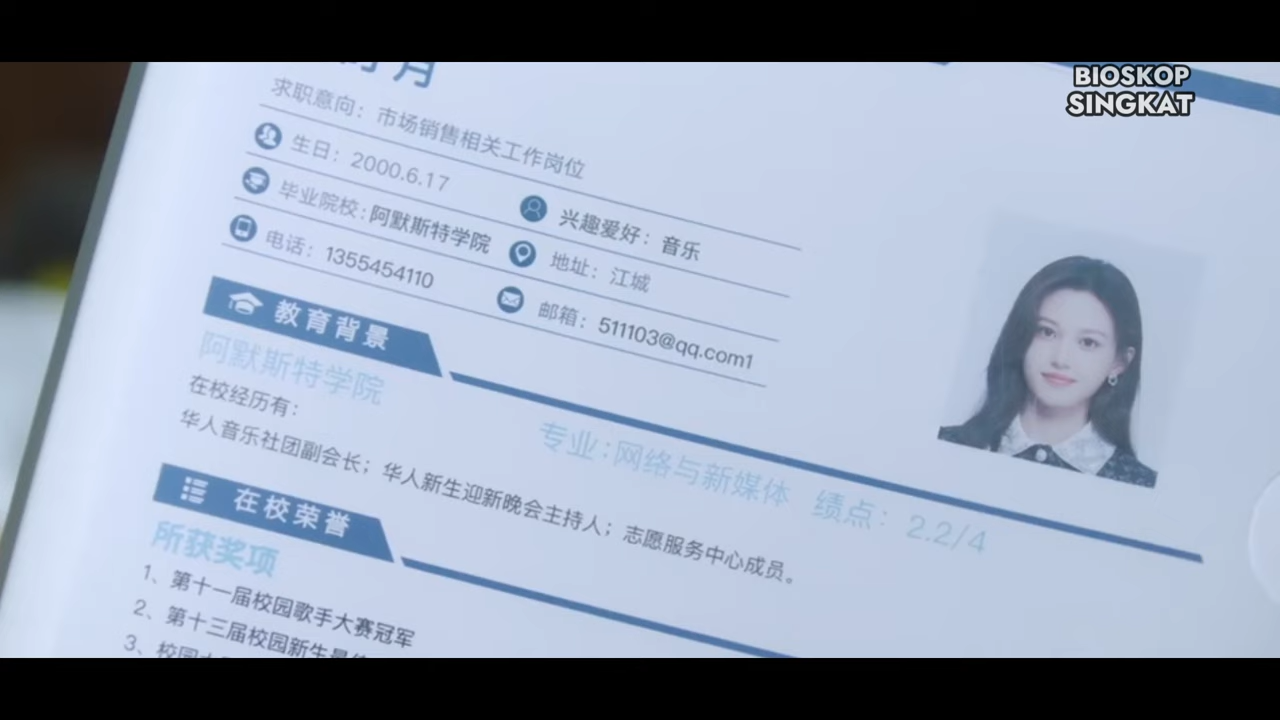 BIOSKOP
SINGKAT
月
求职意向：市场销售相关工作岗位
生日：2000.6.17
兴趣爱好：音乐
毕业院校：阿默斯特学院
地址：江城
电话：1355454110
邮箱：511103@qq.com1
教育背景
阿默斯特学院
专业：网络与新媒体 绩点：2.2/4
在校经历有：
华人音乐社团副会长；华人新生迎新晚会主持人；志愿服务中心成员。
在校荣誉
所获奖项
1、第十一届校园歌手大赛冠军
2、第十三届校园新生最
3、校园